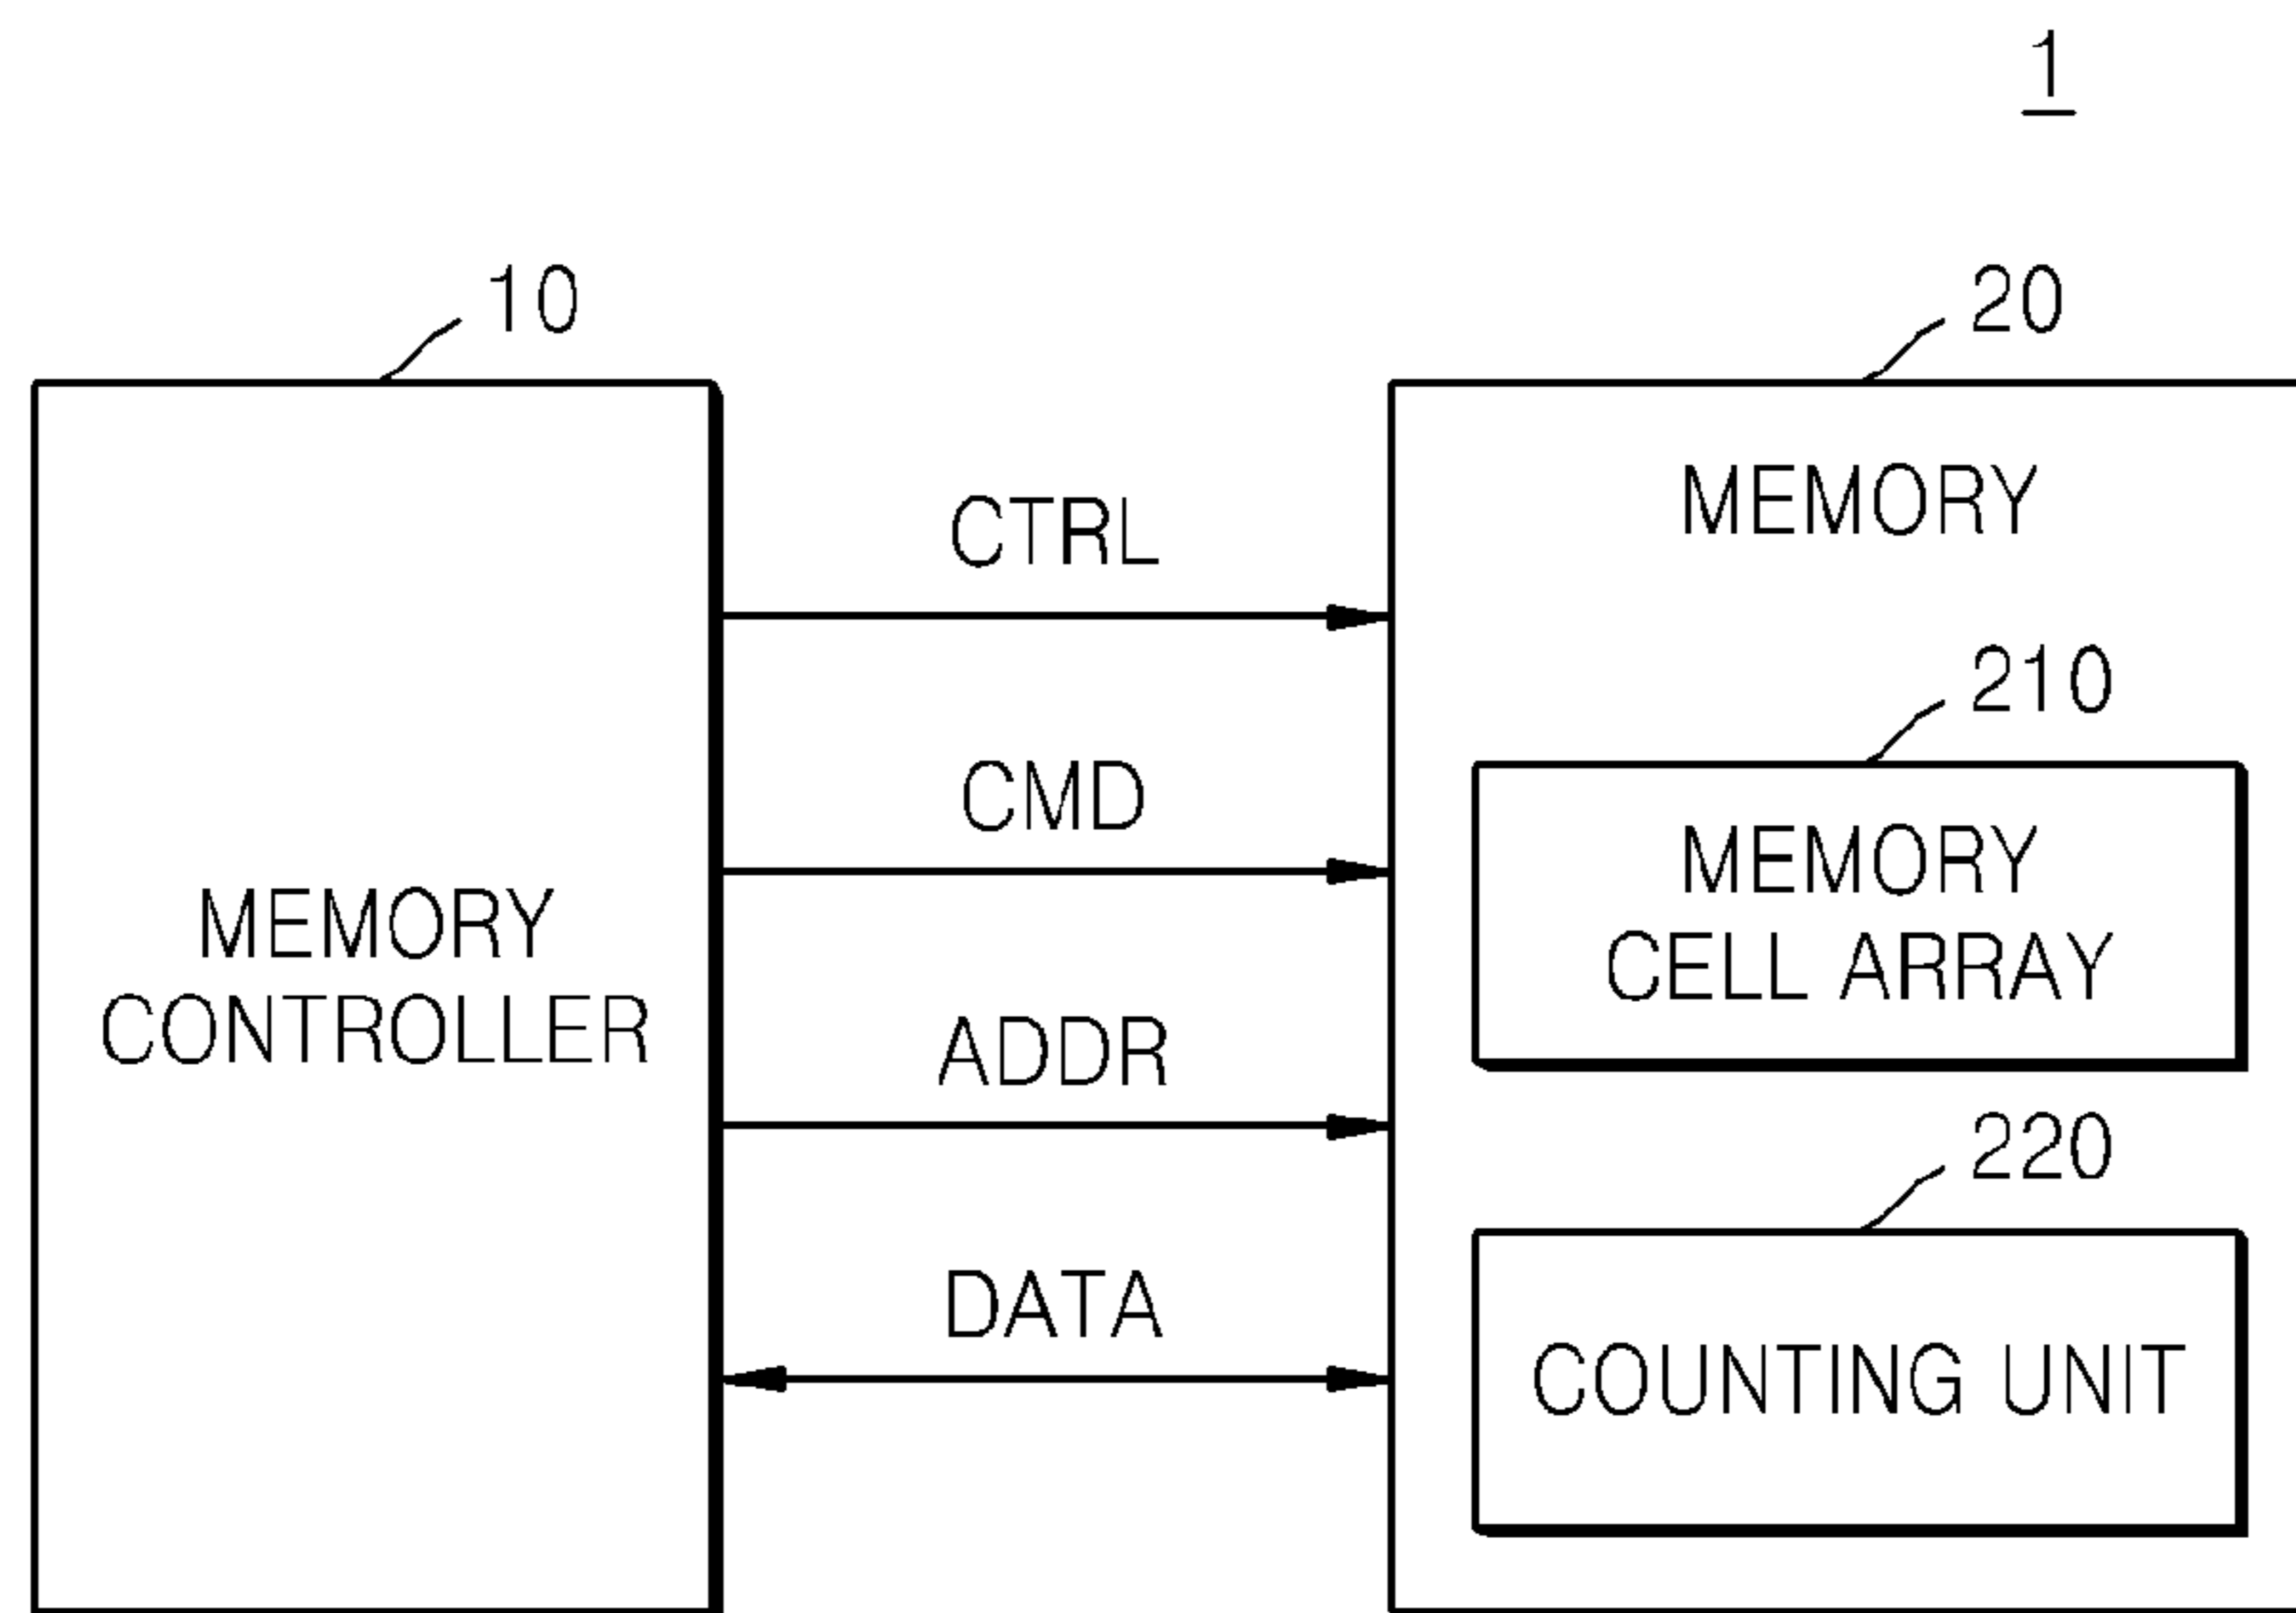 1
10
20
MEMORY
CONTROLLER
CTRL
CMD
ADDR
DATA
MEMORY
210
MEMORY
CELL ARRAY
220
COUNTING UNIT